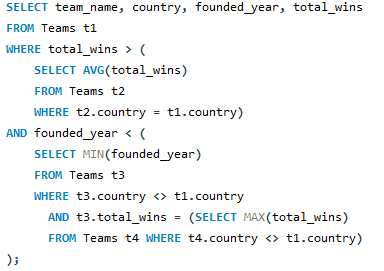 SELECT team_name, country, founded_year, total_wins
FROM Teams t1
WHERE total_wins > (
    SELECT AVG(total_wins)
    FROM Teams t2
    WHERE t2.country = t1.country)
AND founded_year < (
    SELECT MIN(founded_year)
    FROM Teams t3
    WHERE t3.country <> t1.country
      AND t3.total_wins = (SELECT MAX(total_wins)
      FROM Teams t4 WHERE t4.country <> t1.country)
);